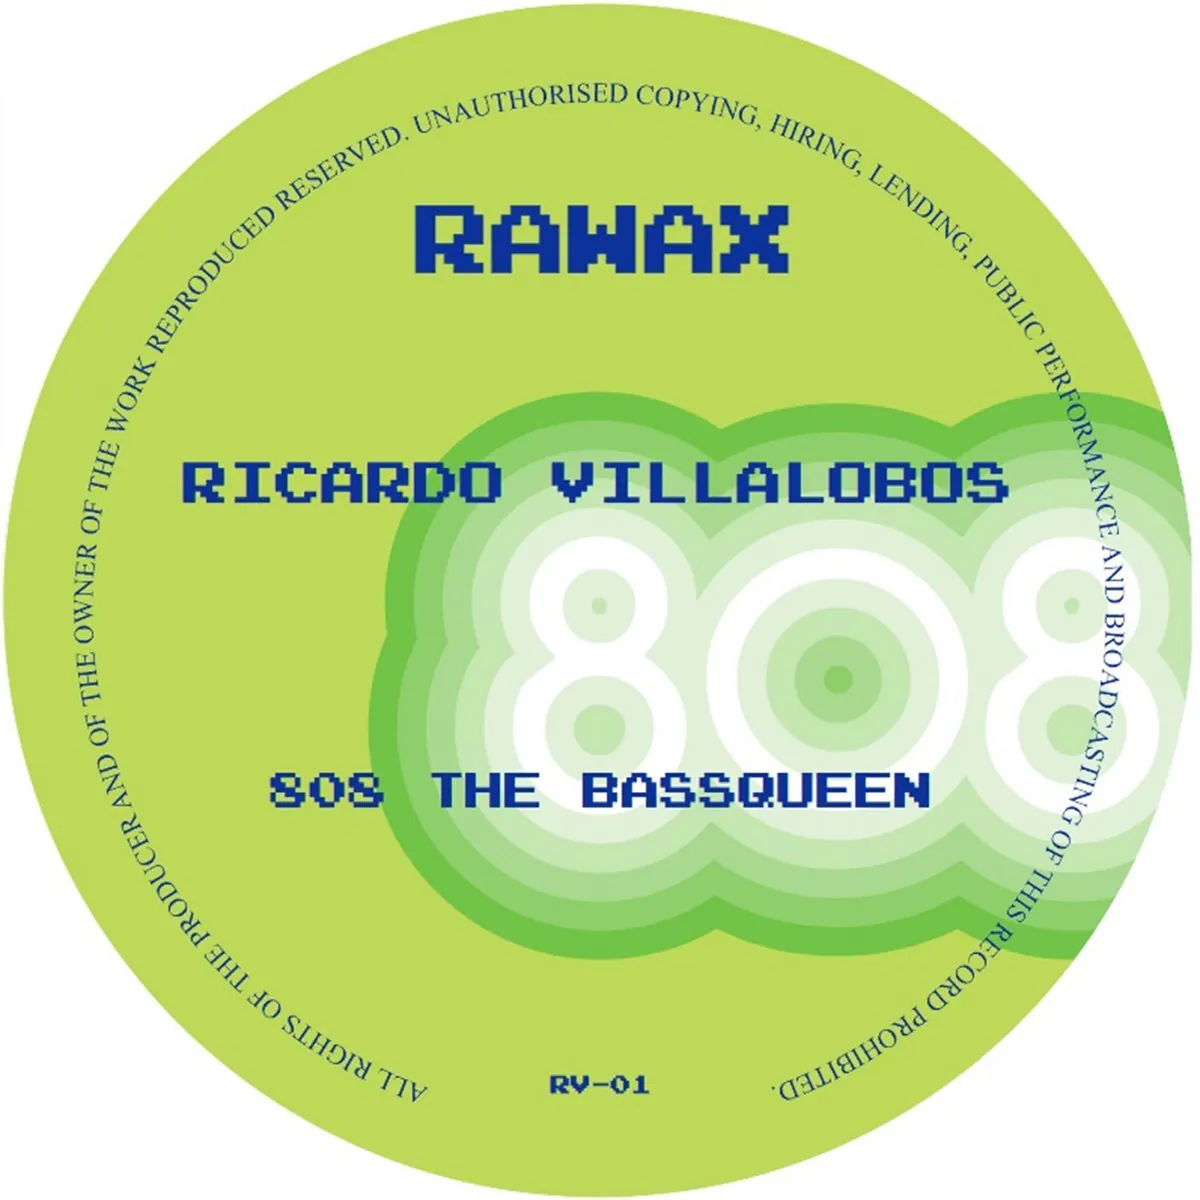 RAWAX
RICARDO VILLALOBOS
808
808 THE BASSQUEEN
RV-01
ALL RIGHTS OF THE PRODUCER AND OF THE OWNER OF THE WORK REPRODUCED RESERVED. UNAUTHORISED COPYING, HIRING, LENDING, PUBLIC PERFORMANCE AND BROADCASTING OF THIS RECORD PROHIBITED.